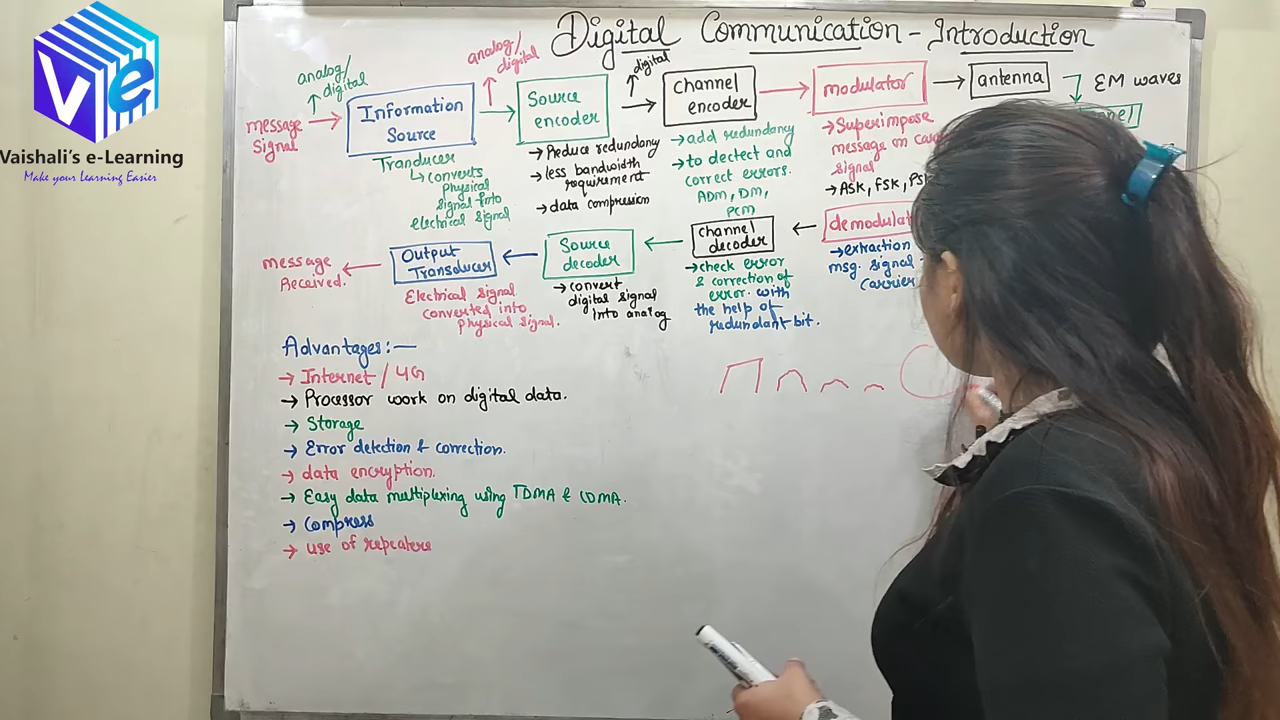 Ve
Vaishali's e-Learning
Make your Learning Easier
Digital Communication - Introduction
message
Signal
analog/
digital
Information
Source
Tranducer
converts
physical
signal into
electrical signal
analog/
digital
Source
encoder
→ Reduce redundancy
→ less bandwidth
requirement
→ data compression
digital
Channel
encoder
→ add redundancy
→ to dectect and
correct errors.
ADM, DM,
PCM
modulator
→ Superimpose
message on
signal
→ ASK, FSK,
antenna
EM waves
channel
decoder
→ check error
& correction of
error. with
the help of
redundant bit.
→ extraction
msg. signal
carrier
Source
decoder
→ convert
digital signal
Into analog
Output
Transducer
Electrical signal
converted into
physical signal.
message
Recaived.
Advantages:—
→ Internet / 4G
→ Processor work on digital data.
→ Storage
→ Error detection & correction.
→ data encryption.
→ Easy data multiplexing using TDMA & CDMA.
→ Compress
→ use of repeaters